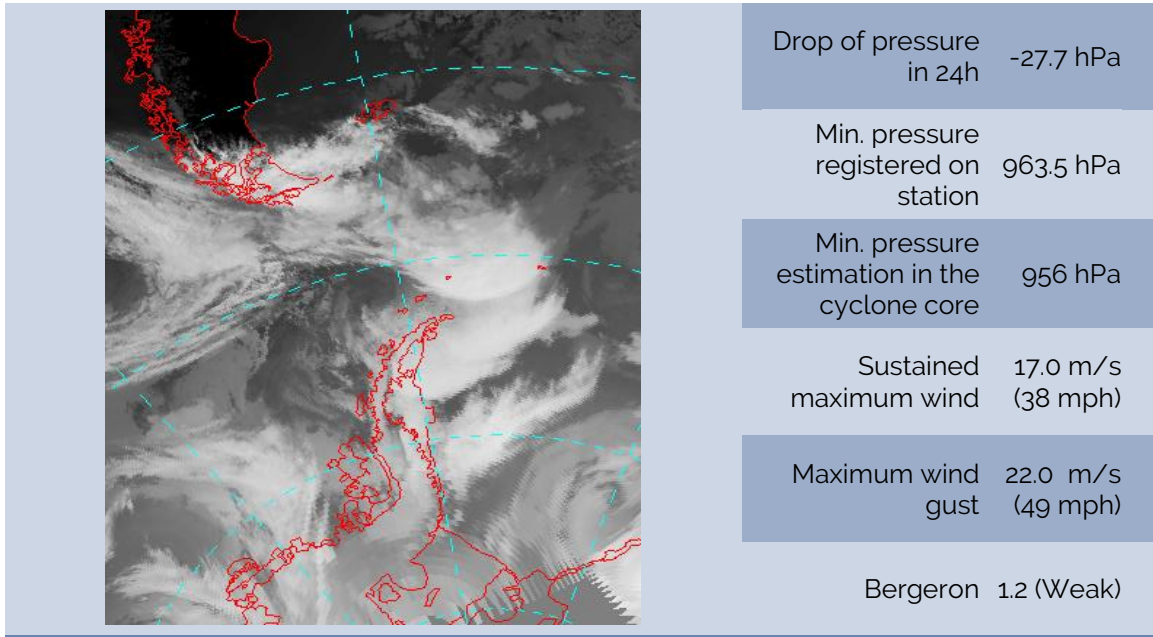 Drop of pressure
in 24h
-27.7 hPa
Min. pressure
registered on
station
963.5 hPa
Min. pressure
estimation in the
cyclone core
956 hPa
Sustained
maximum wind
17.0 m/s
(38 mph)
Maximum wind
gust
22.0 m/s
(49 mph)
Bergeron
1.2 (Weak)